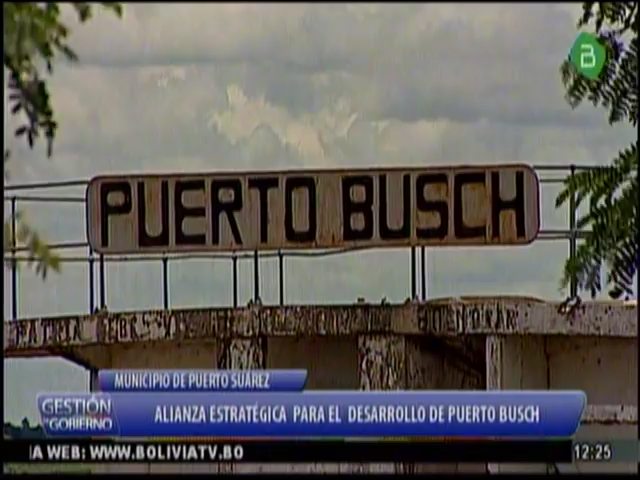 B
PUERTO BUSCH
MUNICIPIO DE PUERTO SUÁREZ
GESTIÓN DE GOBIERNO
ALIANZA ESTRATÉGICA PARA EL DESARROLLO DE PUERTO BUSCH
A WEB: WWW.BOLIVIATV.BO
12:25